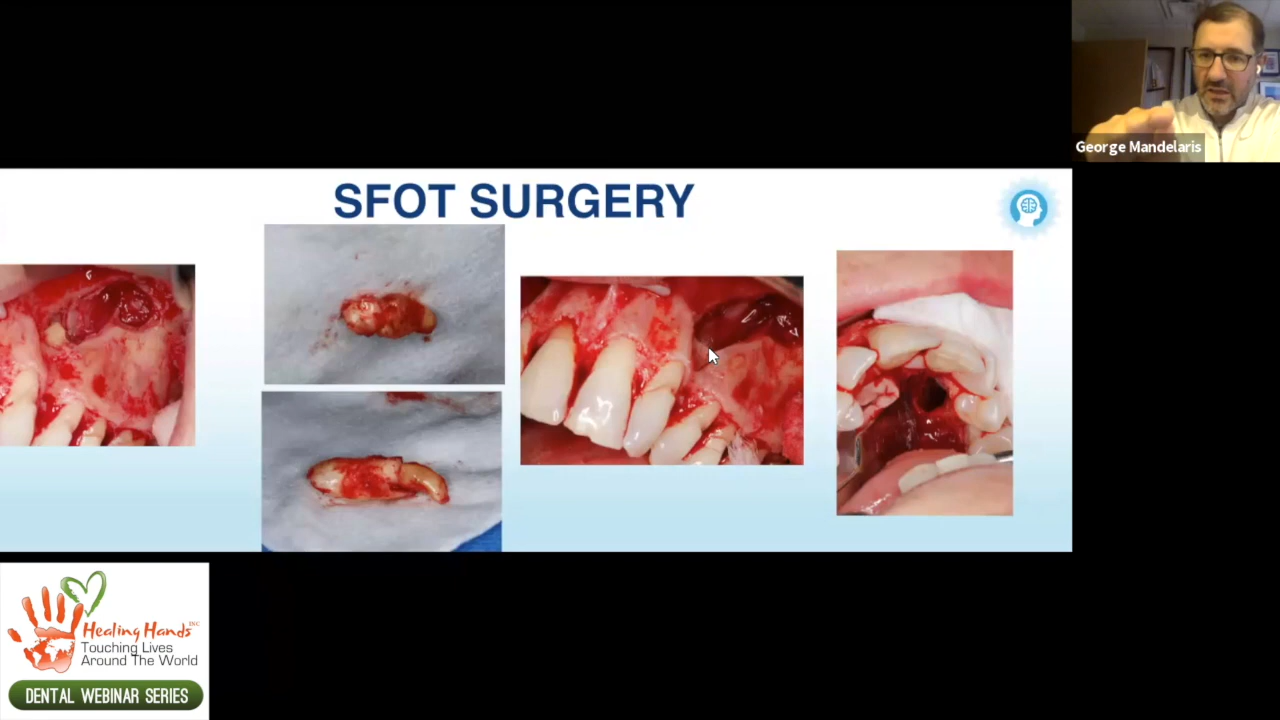 George Mandelaris
SFOT SURGERY
Healing Hands INC
Touching Lives
Around The World
DENTAL WEBINAR SERIES